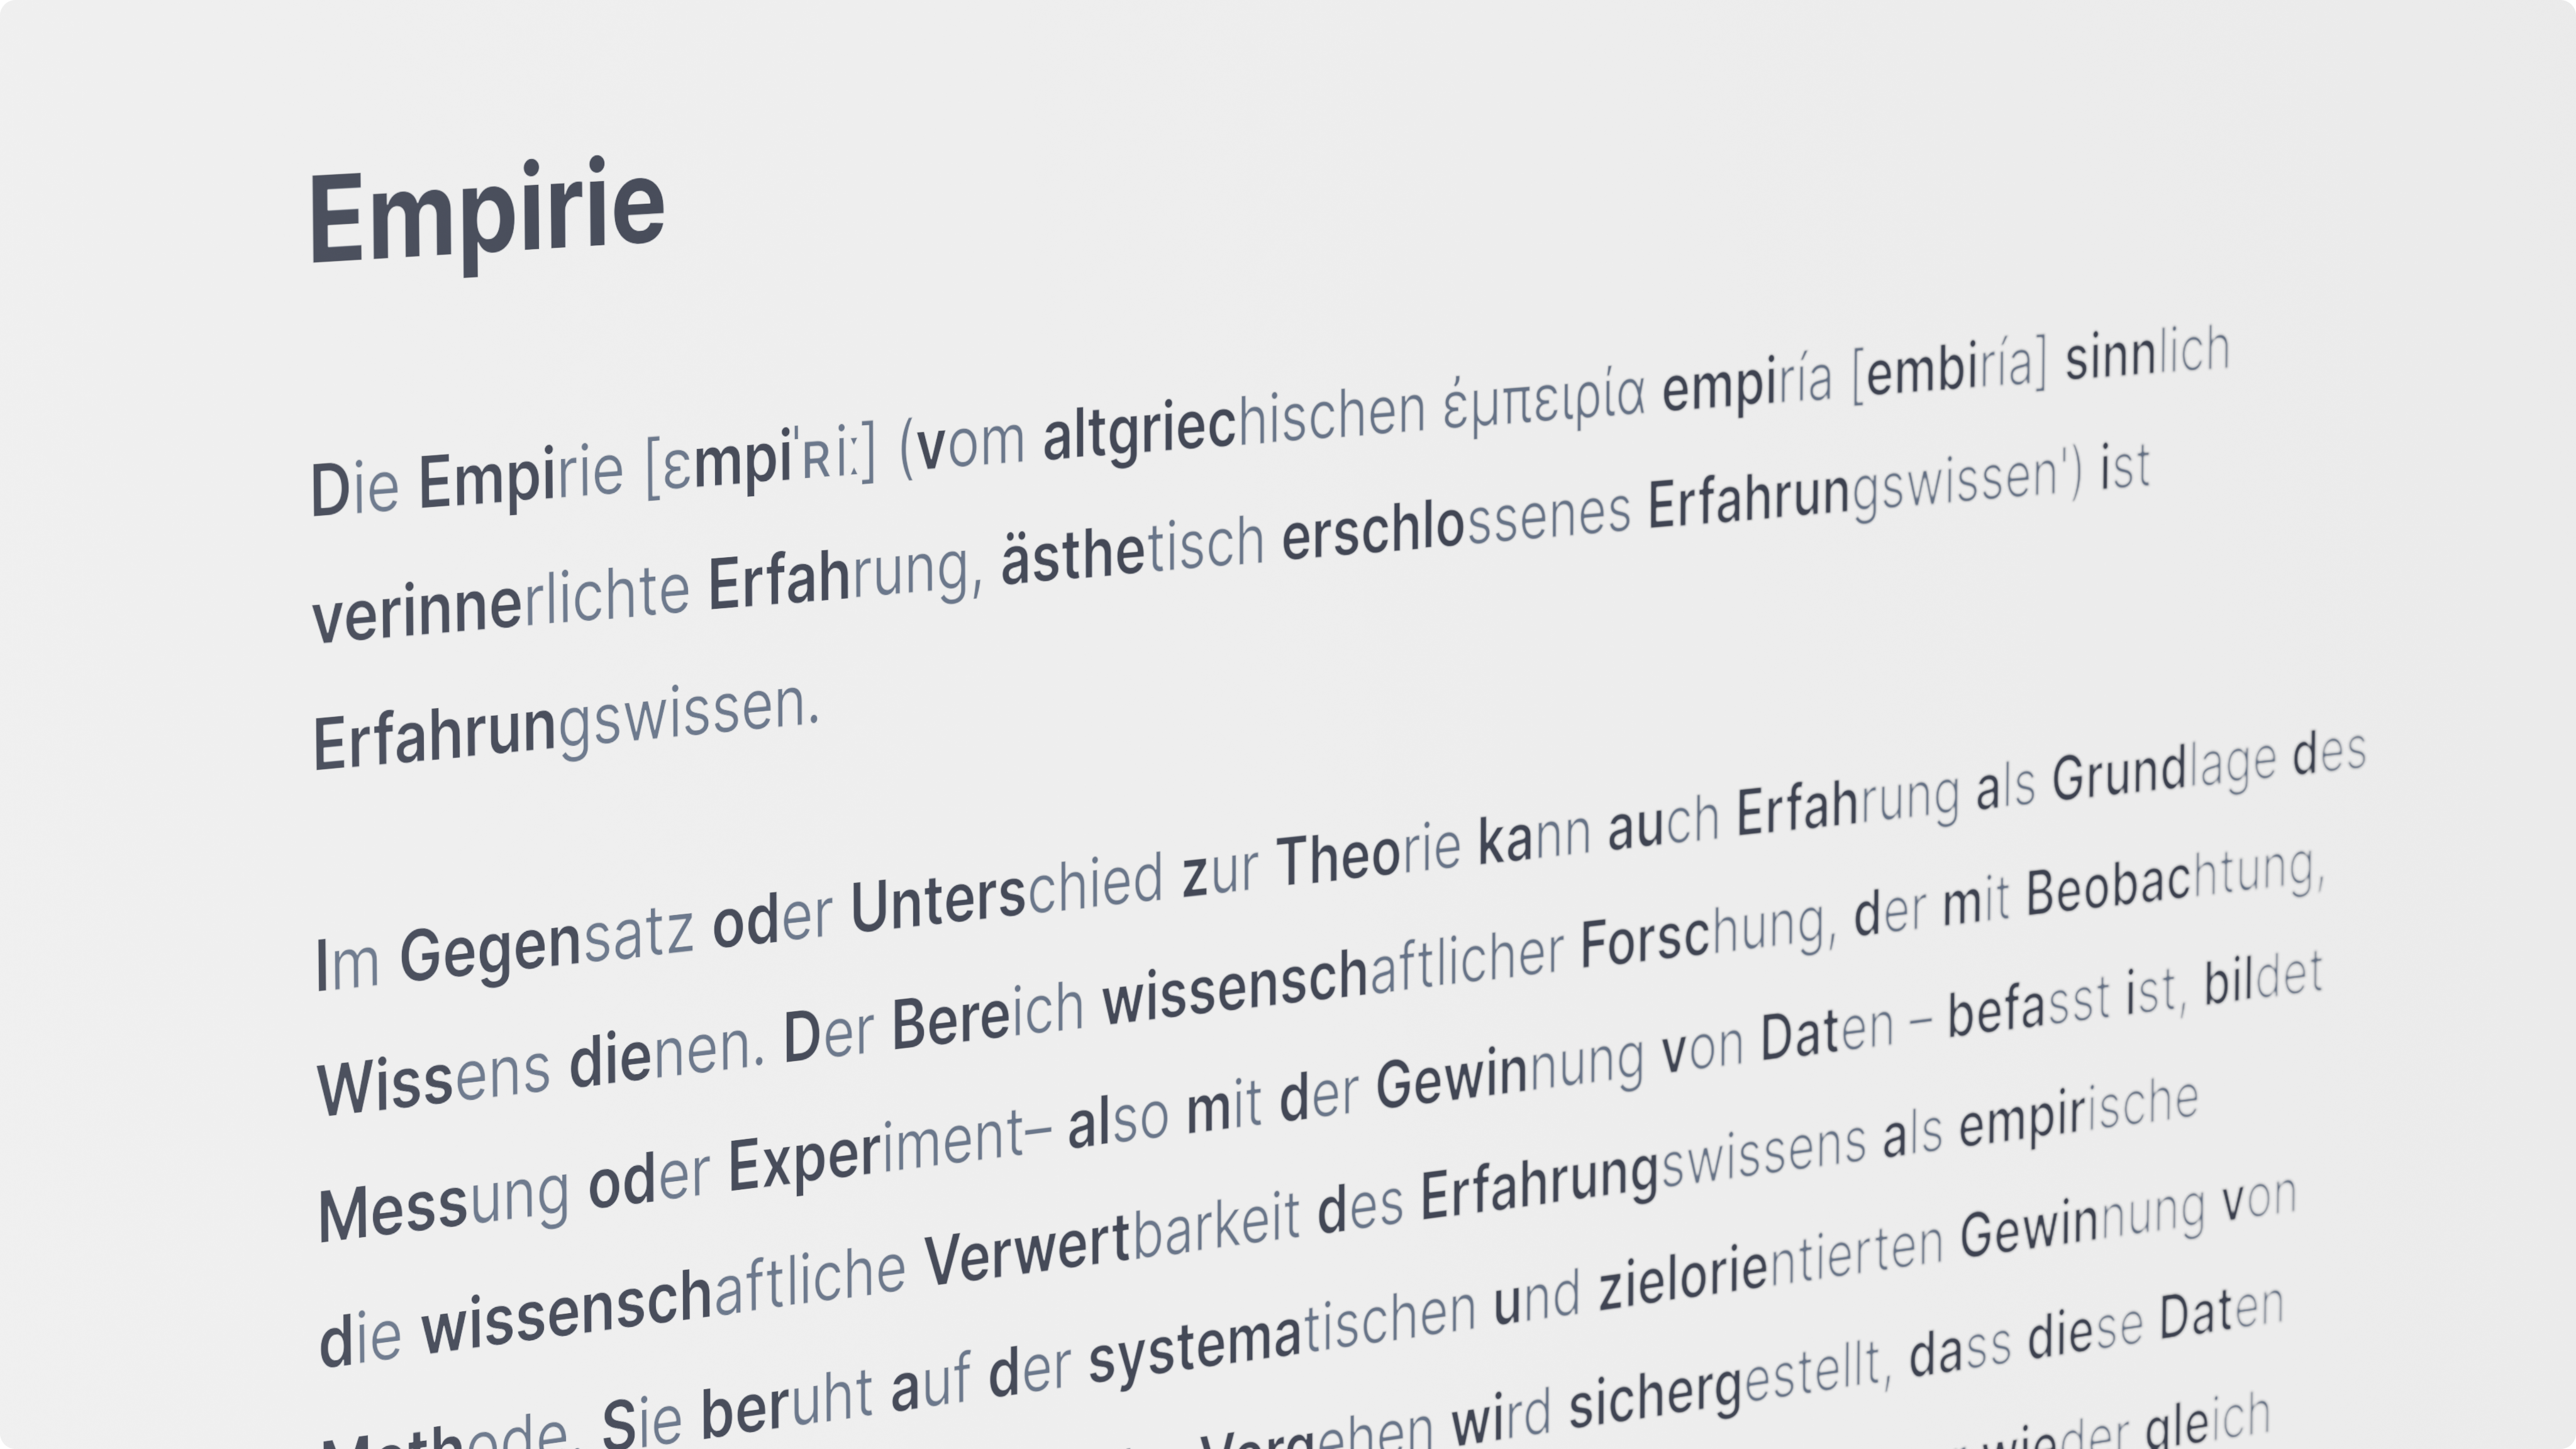 Empirie
Die Empirie [ɛmpiˈʀiː] (vom altgriechischen ἐμπειρία empiría [embiría] sinnlich
verinnerlichte Erfahrung, ästhetisch erschlossenes Erfahrungswissen') ist
Erfahrungswissen.
Im Gegensatz oder Unterschied zur Theorie kann auch Erfahrung als Grundlage des
Wissens dienen. Der Bereich wissenschaftlicher Forschung, der mit Beobachtung,
Messung oder Experiment– also mit der Gewinnung von Daten – befasst ist, bildet
die wissenschaftliche Verwertbarkeit des Erfahrungswissens als empirische
Methode. Sie beruht auf der systematischen und zielorientierten Gewinnung von
Vorgehen wird sichergestellt, dass diese Daten
wieder gleich